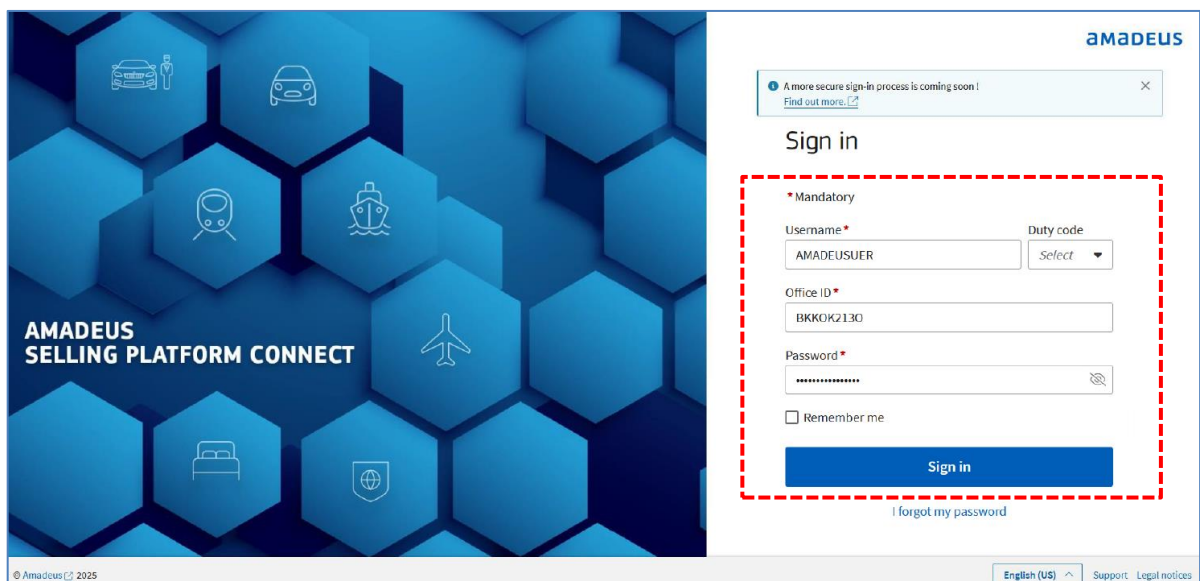 AMADEUS
SELLING PLATFORM CONNECT
amadeus
A more secure sign-in process is coming soon !
Find out more.
Sign in
* Mandatory
Username * Duty code
AMADEUSUER Select
Office ID *
BKKOK213O
Password *
••••••••••••••••
Remember me
Sign in
I forgot my password
© Amadeus 2025 English (US) Support Legal notices